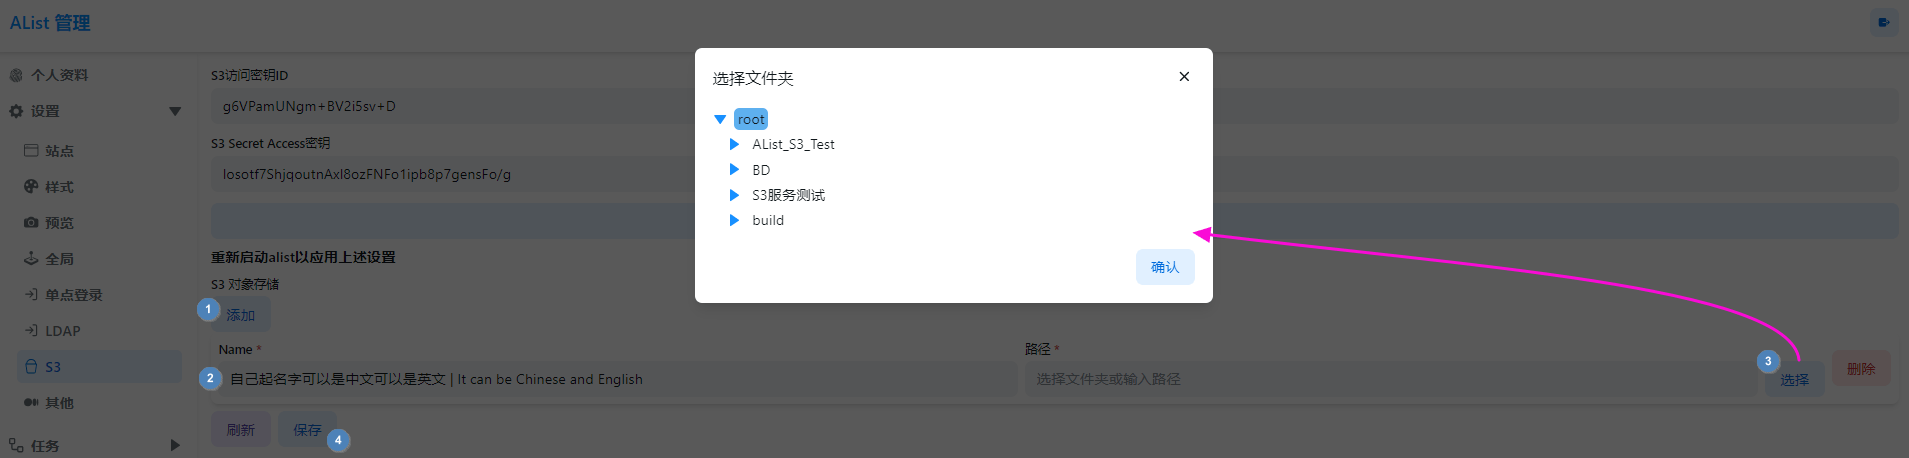 AList 管理
个人资料
设置
站点
样式
预览
全局
单点登录
LDAP
S3
其他
任务
S3访问密钥ID
g6VPamUNgm+BV2i5sv+D
S3 Secret Access密钥
Iosotf7ShjqoutnAxI8ozFNFo1ipb8p7gensFo/g
重新启动alist以应用上述设置
S3 对象存储
1
添加
Name *
路径 *
2
自己起名字可以是中文可以是英文 | It can be Chinese and English
选择文件夹或输入路径
3
选择
删除
刷新
保存
4
选择文件夹
root
AList_S3_Test
BD
S3服务测试
build
确认